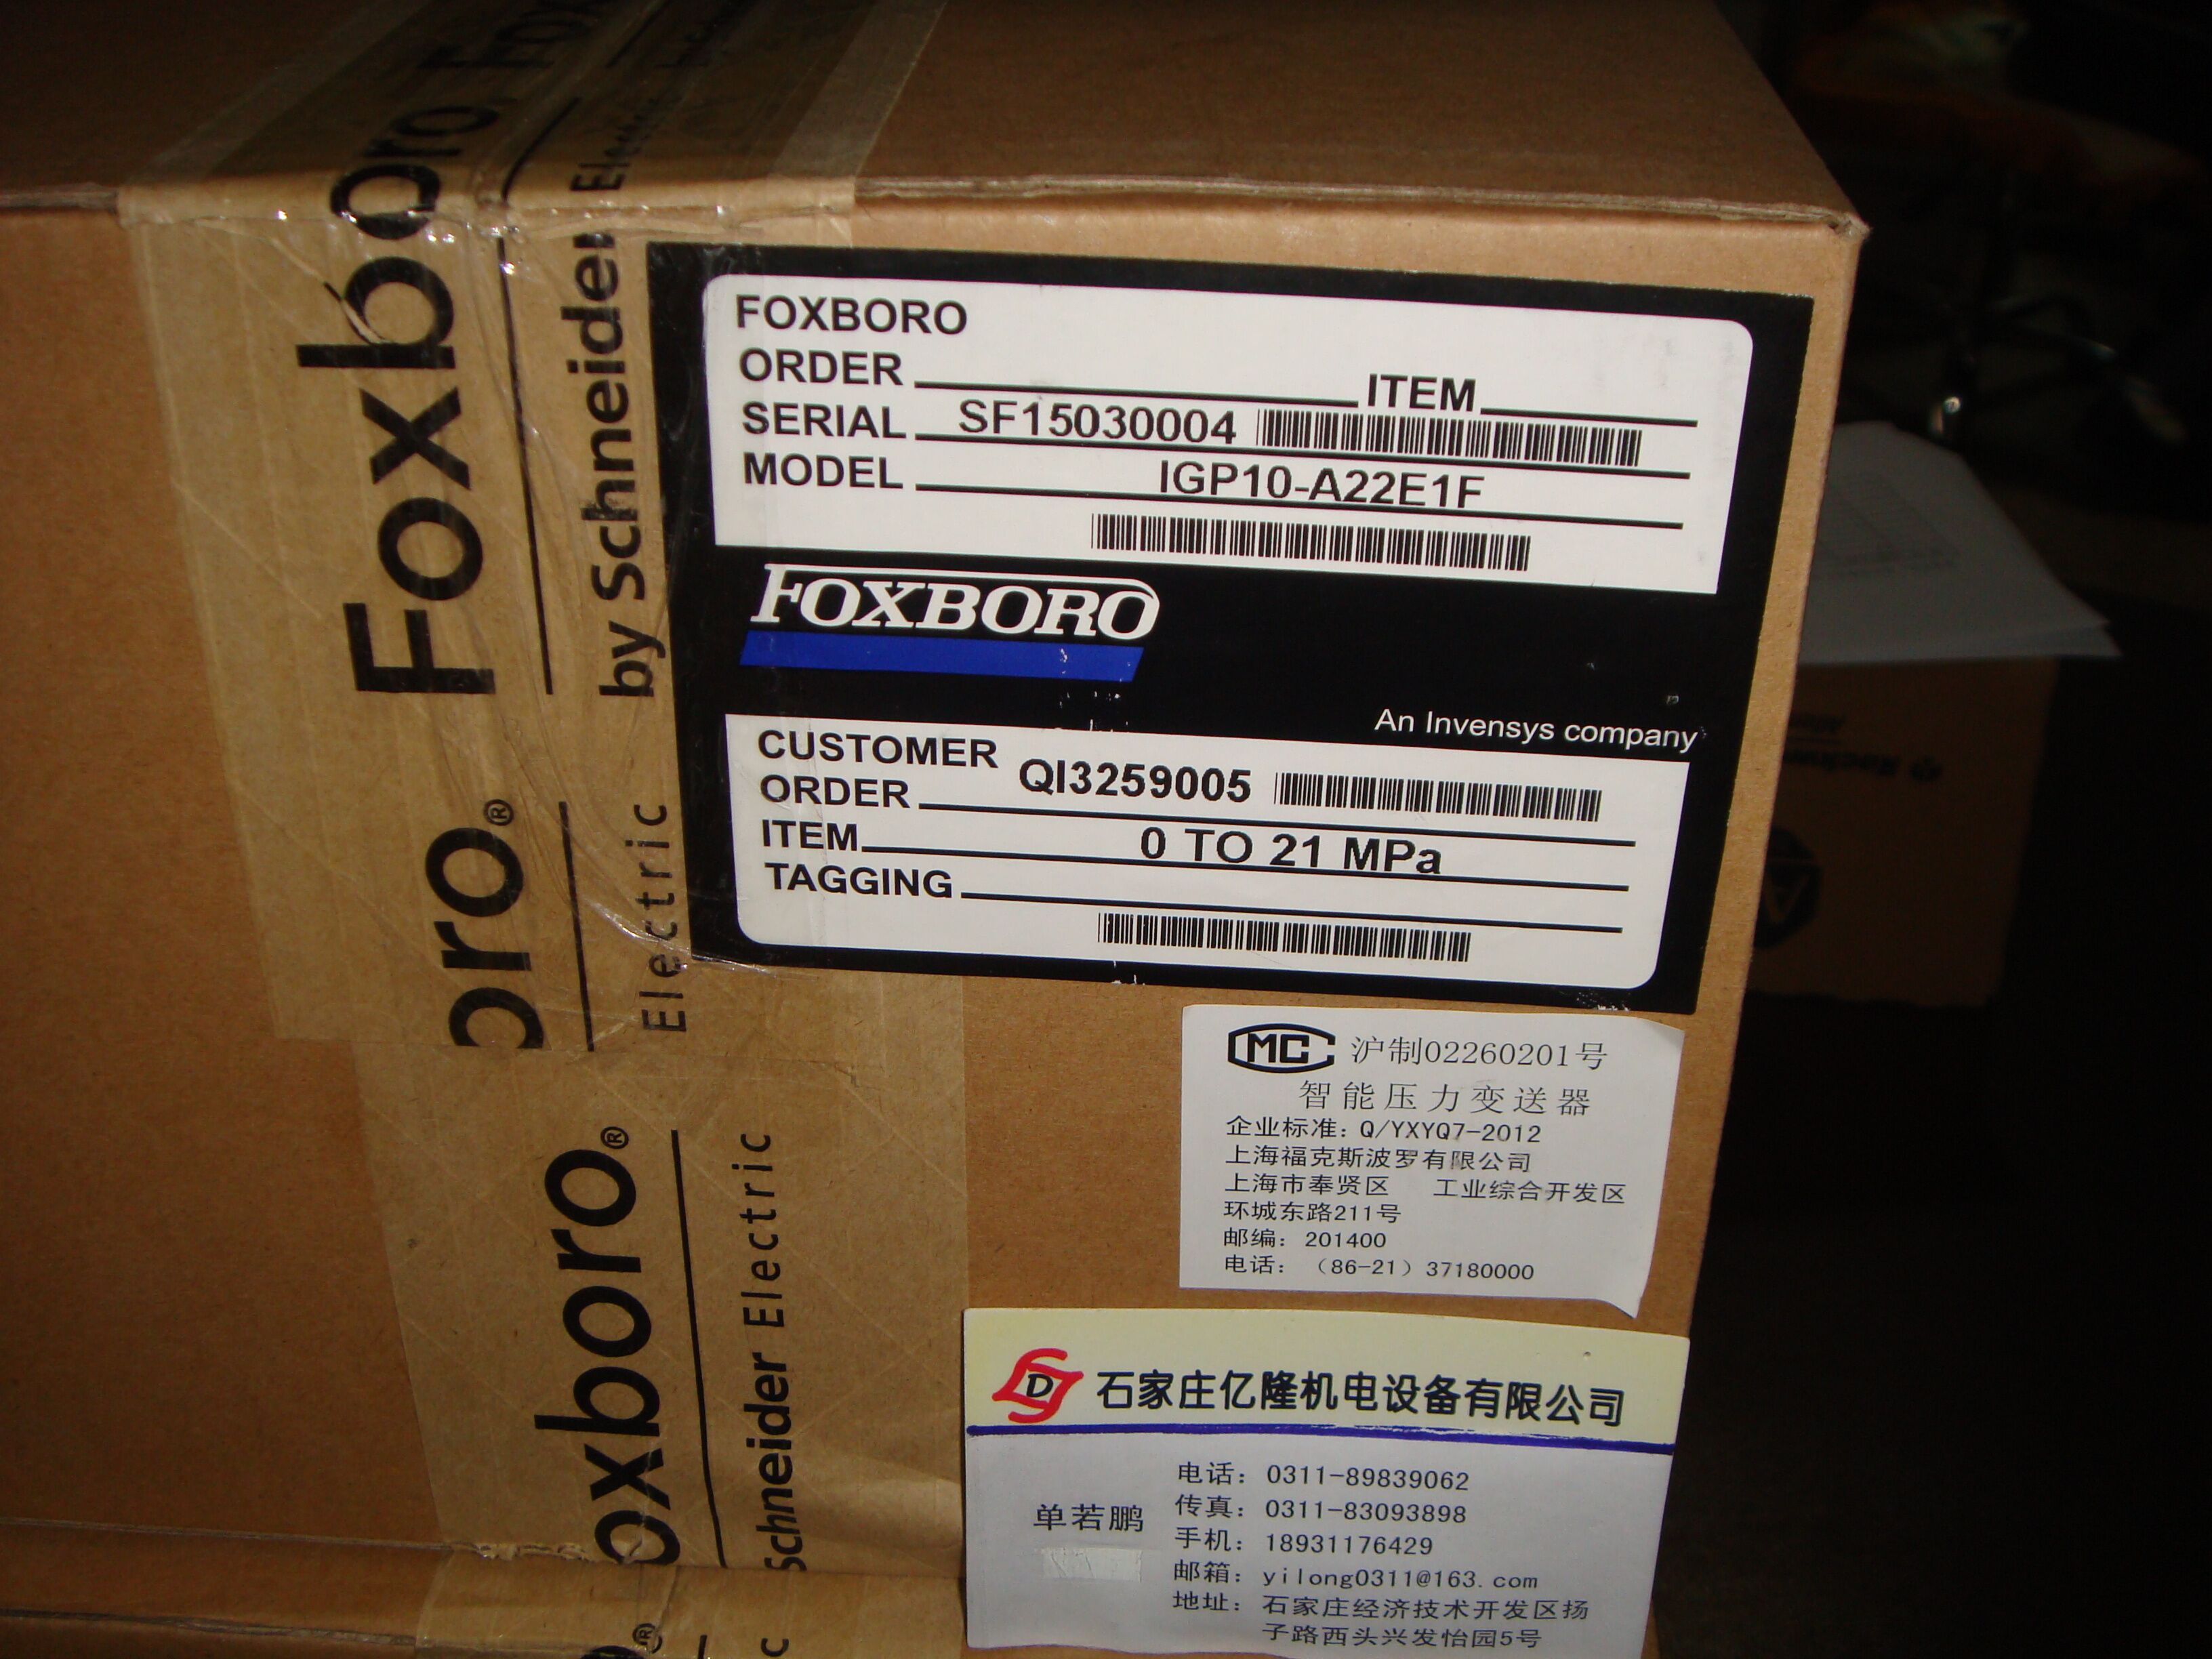 Foxboro
by Schneider Electric
FOXBORO
ORDER ITEM
SERIAL SF15030004
MODEL IGP10-A22E1F
FOXBORO
An Invensys company
CUSTOMER
ORDER QI3259005
ITEM 0 TO 21 MPa
TAGGING
oro®
Electric
MC 沪制02260201号
智能压力变送器
企业标准：Q/YXYQ7-2012
上海福克斯波罗有限公司
上海市奉贤区 工业综合开发区
环城东路211号
邮编：201400
电话：（86-21）37180000
oxboro®
Schneider Electric
D 石家庄亿隆机电设备有限公司
单若鹏
电话：0311-89839062
传真：0311-83093898
手机：18931176429
邮箱：yilong0311@163.com
地址：石家庄经济技术开发区扬
子路西头兴发怡园5号